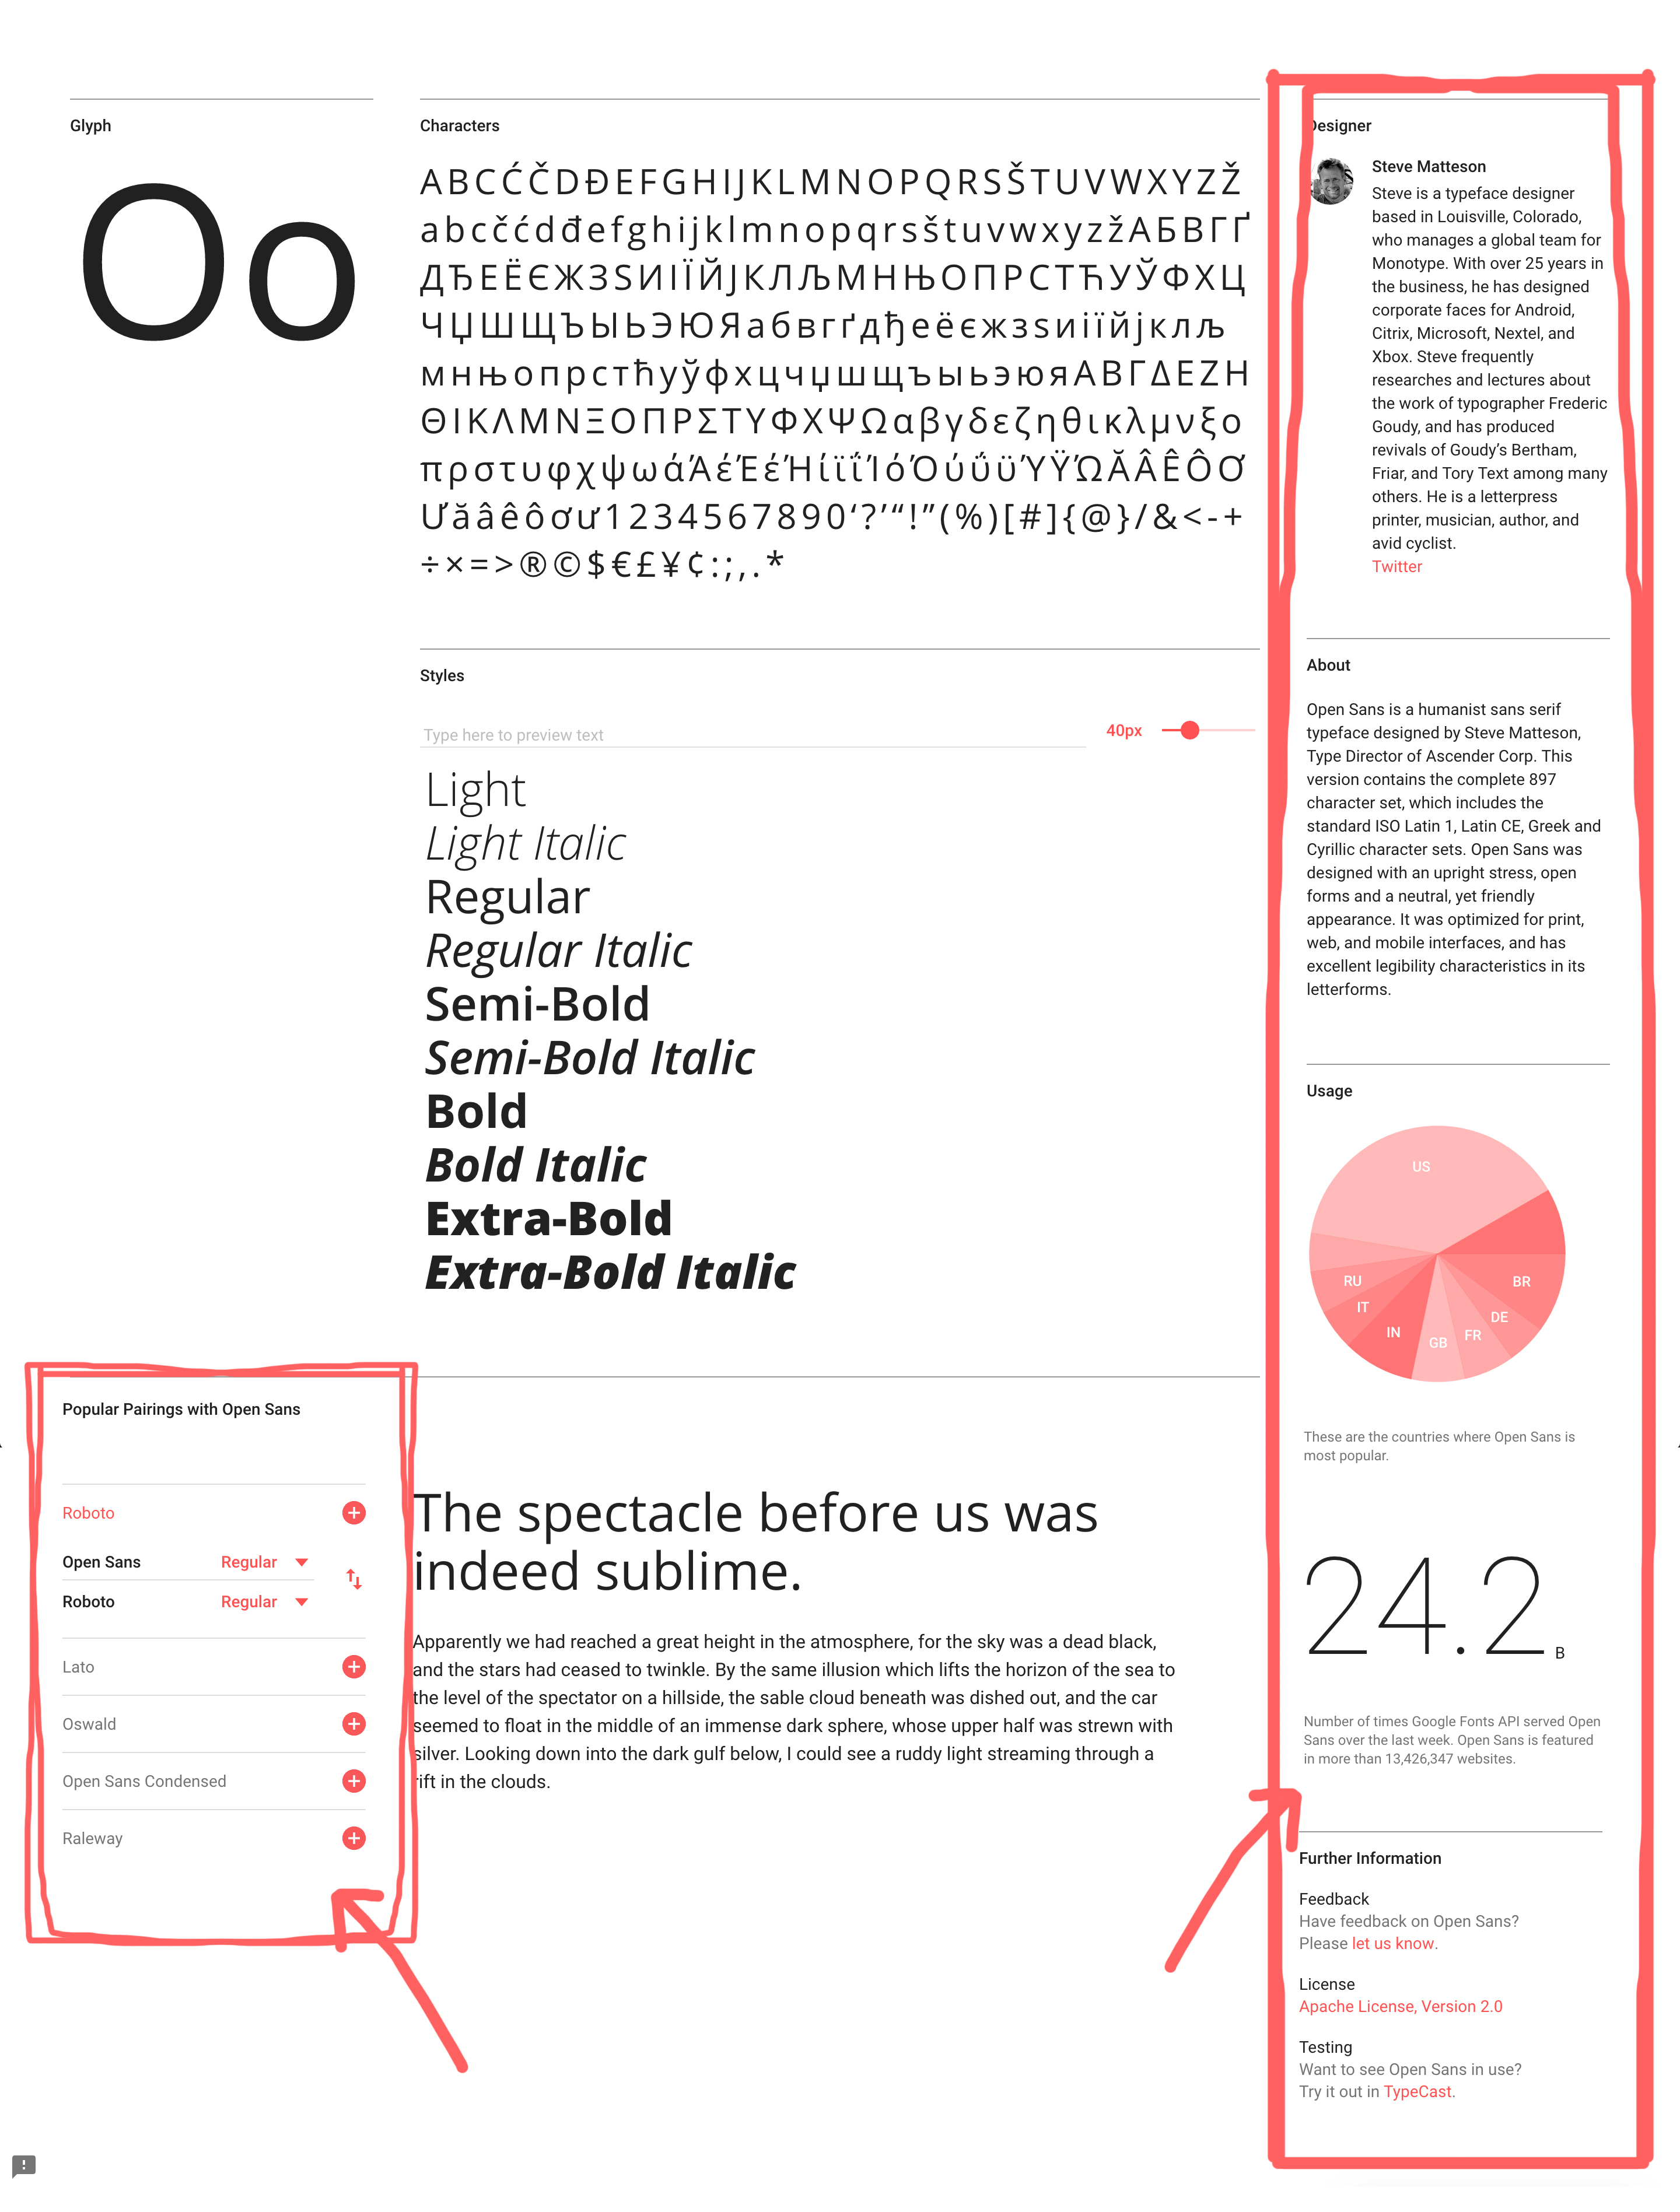 Glyph
Oo
Characters
ABCĆČDĐEFGHIJKLMNOPQRSŠTUVWXYZŽ
abcčćdđefghijklmnopqrsštuvwxyzžАБВГҐ
ДЂЕЁЄЖЗЅИІЇЙЈКЛЉМНЊОПРСТЋУЎФХЦ
ЧЏШЩЪЫЬЭЮЯабвгґдђеёєжзѕиіїйјклљ
мнњопрстћуўфхцчџшщъыьэюяΑΒΓΔΕΖΗ
ΘΙΚΛΜΝΞΟΠΡΣΤΥΦΧΨΩαβγδεζηθικλμνξο
πρστυφχψωάΆέΈέΉίϊΐΊόΌύΰϋΎΫΏĂÂÊÔƠ
Ưăâêôơư1234567890‘?’“!”(%)[#]{@}/&<-+
÷×=>®©$€£¥¢:;,.*
Styles
Type here to preview text
40px
Light
Light Italic
Regular
Regular Italic
Semi-Bold
Semi-Bold Italic
Bold
Bold Italic
Extra-Bold
Extra-Bold Italic
Popular Pairings with Open Sans
Roboto
Open Sans Regular
Roboto Regular
Lato
Oswald
Open Sans Condensed
Raleway
The spectacle before us was
indeed sublime.
Apparently we had reached a great height in the atmosphere, for the sky was a dead black,
and the stars had ceased to twinkle. By the same illusion which lifts the horizon of the sea to
the level of the spectator on a hillside, the sable cloud beneath was dished out, and the car
seemed to float in the middle of an immense dark sphere, whose upper half was strewn with
silver. Looking down into the dark gulf below, I could see a ruddy light streaming through a
rift in the clouds.
Designer
Steve Matteson
Steve is a typeface designer
based in Louisville, Colorado,
who manages a global team for
Monotype. With over 25 years in
the business, he has designed
corporate faces for Android,
Citrix, Microsoft, Nextel, and
Xbox. Steve frequently
researches and lectures about
the work of typographer Frederic
Goudy, and has produced
revivals of Goudy’s Bertham,
Friar, and Tory Text among many
others. He is a letterpress
printer, musician, author, and
avid cyclist.
Twitter
About
Open Sans is a humanist sans serif
typeface designed by Steve Matteson,
Type Director of Ascender Corp. This
version contains the complete 897
character set, which includes the
standard ISO Latin 1, Latin CE, Greek and
Cyrillic character sets. Open Sans was
designed with an upright stress, open
forms and a neutral, yet friendly
appearance. It was optimized for print,
web, and mobile interfaces, and has
excellent legibility characteristics in its
letterforms.
Usage
US
RU
IT
IN
GB
FR
DE
BR
These are the countries where Open Sans is
most popular.
24.2 B
Number of times Google Fonts API served Open
Sans over the last week. Open Sans is featured
in more than 13,426,347 websites.
Further Information
Feedback
Have feedback on Open Sans?
Please let us know.
License
Apache License, Version 2.0
Testing
Want to see Open Sans in use?
Try it out in TypeCast.